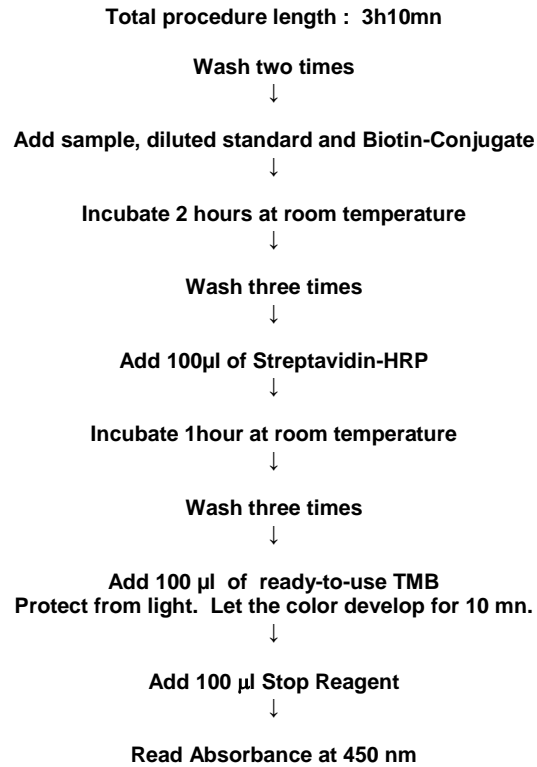 Total procedure length : 3h10mn
Wash two times
↓
Add sample, diluted standard and Biotin-Conjugate
↓
Incubate 2 hours at room temperature
↓
Wash three times
↓
Add 100µl of Streptavidin-HRP
↓
Incubate 1hour at room temperature
↓
Wash three times
↓
Add 100 µl of ready-to-use TMB
Protect from light. Let the color develop for 10 mn.
↓
Add 100 µl Stop Reagent
↓
Read Absorbance at 450 nm